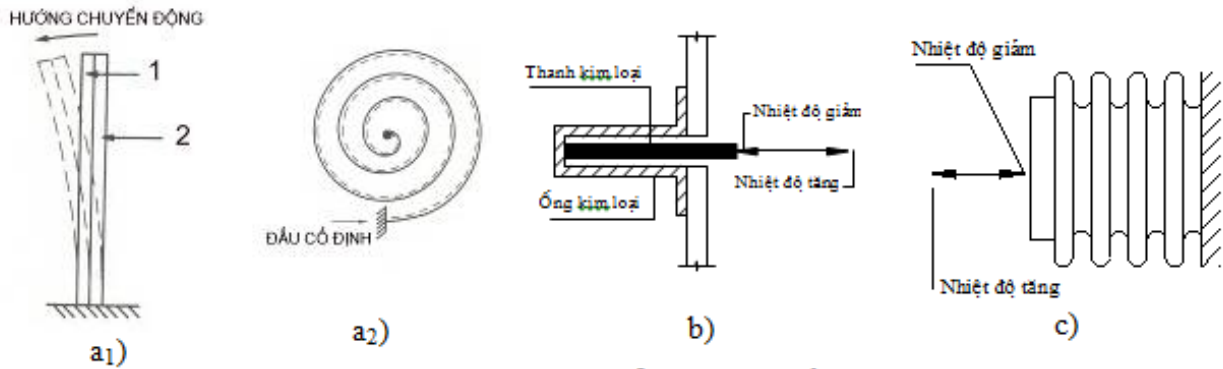 HƯỚNG CHUYỂN ĐỘNG
1
2
a1)
ĐẦU CỐ ĐỊNH
a2)
Thanh kim loại
Nhiệt độ giảm
Nhiệt độ tăng
Ống kim loại
b)
Nhiệt độ giảm
Nhiệt độ tăng
c)